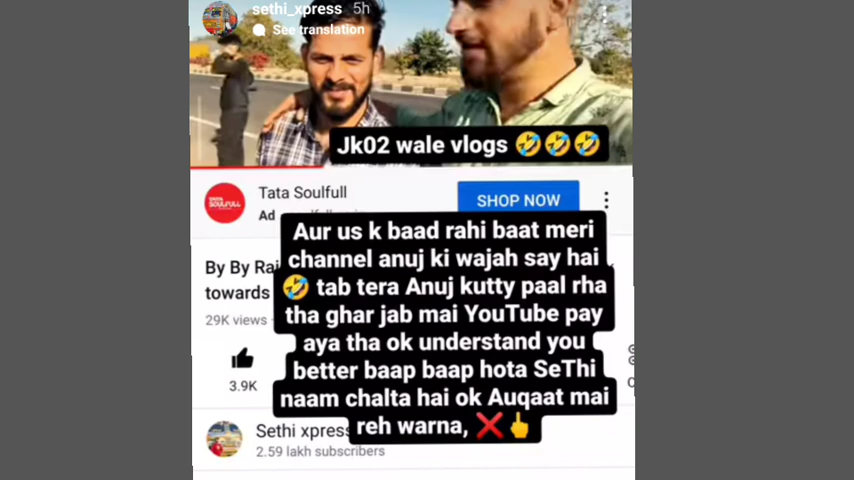 sethi_xpress 5h
See translation
Jk02 wale vlogs 🤣🤣🤣
TATA SOULFULL
Tata Soulfull
SHOP NOW
Ad
Aur us k baad rahi baat meri
channel anuj ki wajah say hai
By By
🤣 tab tera Anuj kutty paal rha
towards
tha ghar jab mai YouTube pay
29K views
aya tha ok understand you
better baap baap hota SeThi
3.9K
naam chalta hai ok Auqaat mai
reh warna, ❌🖕
Sethi xpress
2.59 lakh subscribers